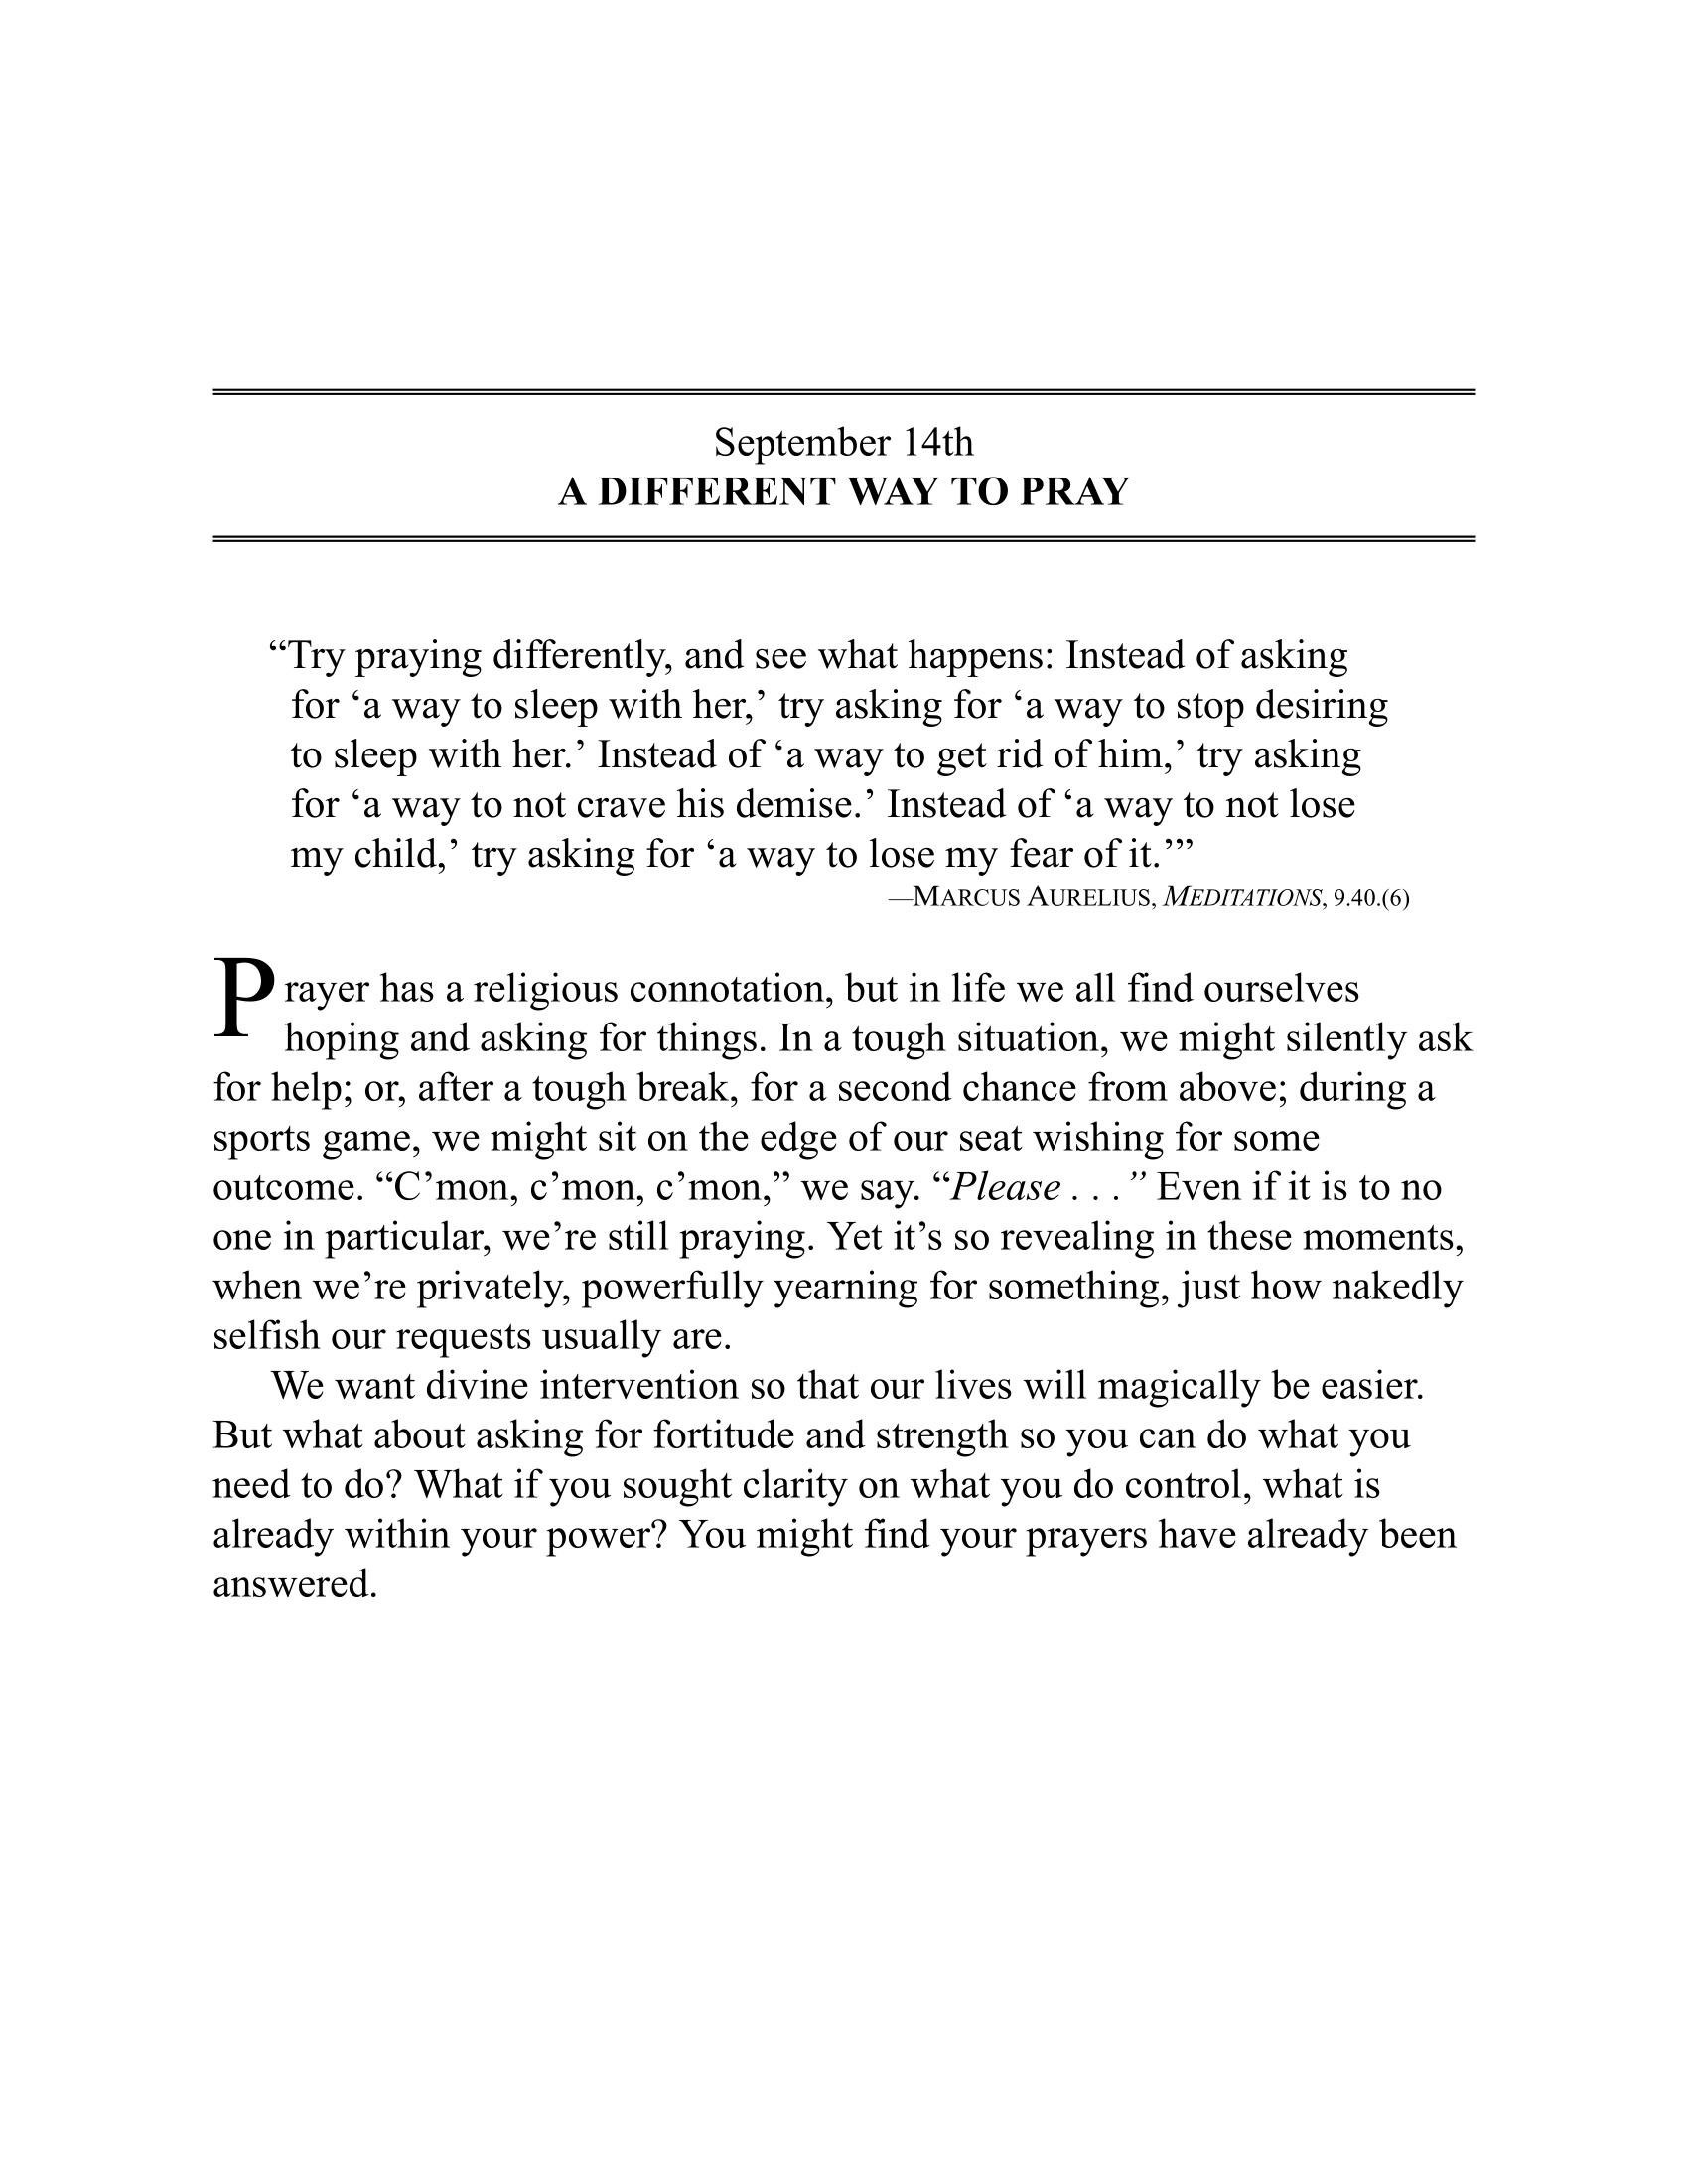 September 14th
A DIFFERENT WAY TO PRAY
“Try praying differently, and see what happens: Instead of asking
for ‘a way to sleep with her,’ try asking for ‘a way to stop desiring
to sleep with her.’ Instead of ‘a way to get rid of him,’ try asking
for ‘a way to not crave his demise.’ Instead of ‘a way to not lose
my child,’ try asking for ‘a way to lose my fear of it.’”
—MARCUS AURELIUS, MEDITATIONS, 9.40.(6)
Prayer has a religious connotation, but in life we all find ourselves
hoping and asking for things. In a tough situation, we might silently ask
for help; or, after a tough break, for a second chance from above; during a
sports game, we might sit on the edge of our seat wishing for some
outcome. “C’mon, c’mon, c’mon,” we say. “Please . . .” Even if it is to no
one in particular, we’re still praying. Yet it’s so revealing in these moments,
when we’re privately, powerfully yearning for something, just how nakedly
selfish our requests usually are.
We want divine intervention so that our lives will magically be easier.
But what about asking for fortitude and strength so you can do what you
need to do? What if you sought clarity on what you do control, what is
already within your power? You might find your prayers have already been
answered.